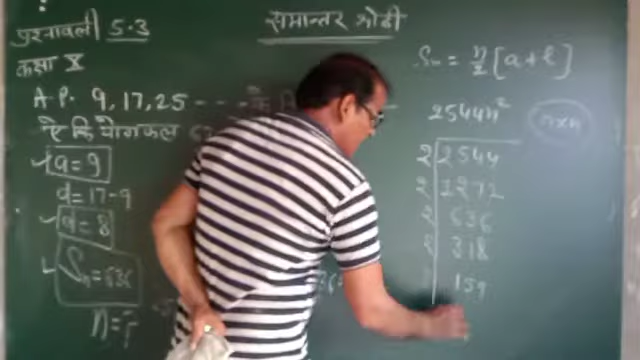 प्रश्नावली 5.3
समान्तर श्रेढी
कक्षा X
Sn = n/2 [a+l]
A.P. 9, 17, 25 - - - के
2544n²
योगफल
a = 9
d = 17-9
d = 8
Sn = 636
n = ?
2 2544
2 1272
2 636
2 318
159